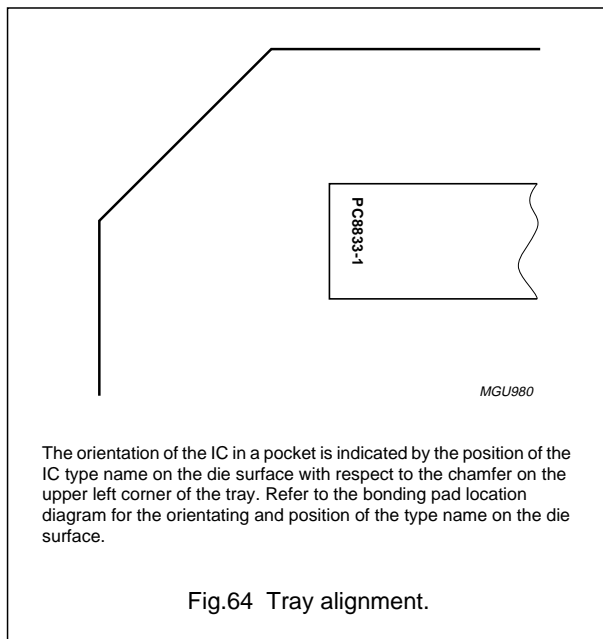 PC8833-1
MGU980
The orientation of the IC in a pocket is indicated by the position of the
IC type name on the die surface with respect to the chamfer on the
upper left corner of the tray. Refer to the bonding pad location
diagram for the orientating and position of the type name on the die
surface.
Fig.64 Tray alignment.